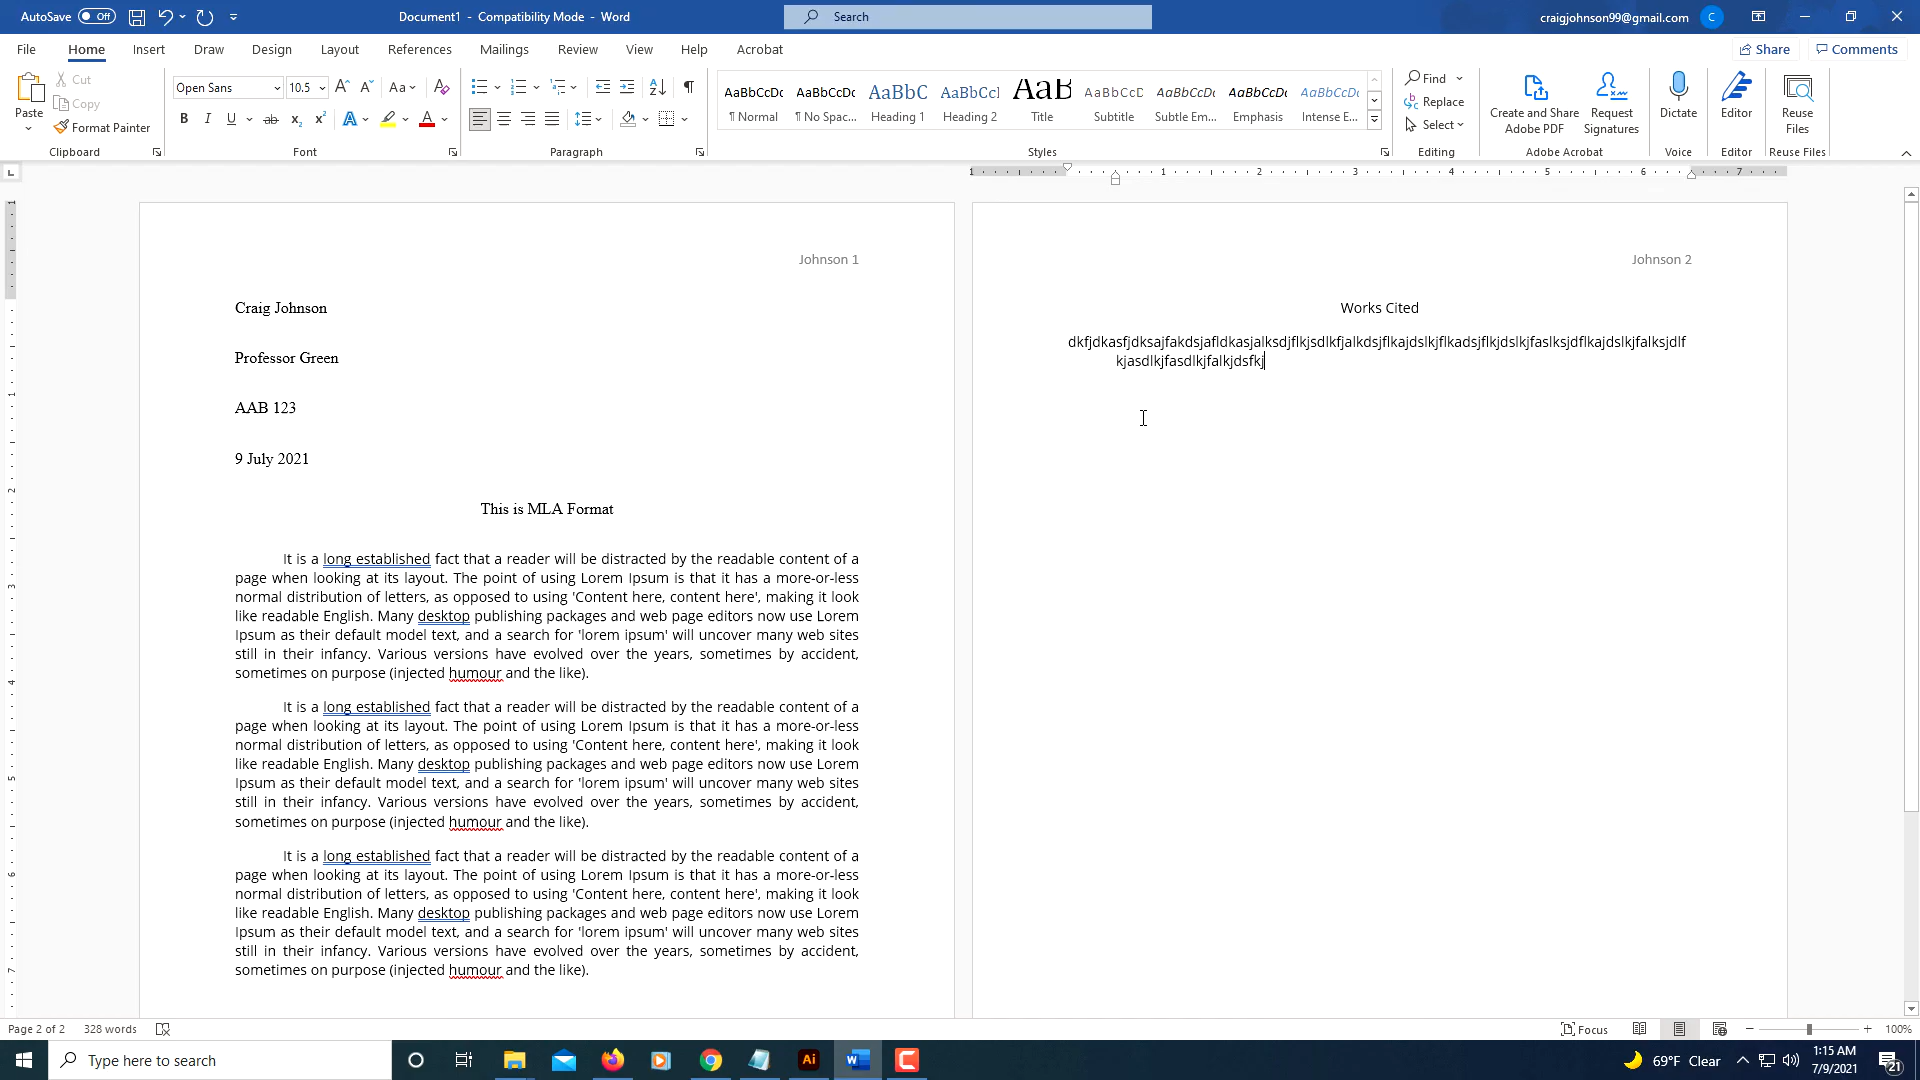 AutoSave Off Document1 - Compatibility Mode - Word Search craigjohnson99@gmail.com C
File Home Insert Draw Design Layout References Mailings Review View Help Acrobat Share Comments
Paste Cut Copy Format Painter Clipboard
Open Sans 10.5 Font
Paragraph
AaBbCcDc AaBbCcDc AaBbC AaBbCcI AaB AaBbCcD AaBbCcDc AaBbCcDc AaBbCcDc
¶ Normal ¶ No Spac... Heading 1 Heading 2 Title Subtitle Subtle Em... Emphasis Intense E...
Styles
Find Replace Select Editing
Create and Share Adobe PDF Request Signatures Adobe Acrobat
Dictate Voice
Editor Editor
Reuse Files Reuse Files
1 1 2 3 4 5 6 7
Johnson 1
Craig Johnson
Professor Green
AAB 123
9 July 2021
This is MLA Format
It is a long established fact that a reader will be distracted by the readable content of a
page when looking at its layout. The point of using Lorem Ipsum is that it has a more-or-less
normal distribution of letters, as opposed to using 'Content here, content here', making it look
like readable English. Many desktop publishing packages and web page editors now use Lorem
Ipsum as their default model text, and a search for 'lorem ipsum' will uncover many web sites
still in their infancy. Various versions have evolved over the years, sometimes by accident,
sometimes on purpose (injected humour and the like).
It is a long established fact that a reader will be distracted by the readable content of a
page when looking at its layout. The point of using Lorem Ipsum is that it has a more-or-less
normal distribution of letters, as opposed to using 'Content here, content here', making it look
like readable English. Many desktop publishing packages and web page editors now use Lorem
Ipsum as their default model text, and a search for 'lorem ipsum' will uncover many web sites
still in their infancy. Various versions have evolved over the years, sometimes by accident,
sometimes on purpose (injected humour and the like).
It is a long established fact that a reader will be distracted by the readable content of a
page when looking at its layout. The point of using Lorem Ipsum is that it has a more-or-less
normal distribution of letters, as opposed to using 'Content here, content here', making it look
like readable English. Many desktop publishing packages and web page editors now use Lorem
Ipsum as their default model text, and a search for 'lorem ipsum' will uncover many web sites
still in their infancy. Various versions have evolved over the years, sometimes by accident,
sometimes on purpose (injected humour and the like).
Johnson 2
Works Cited
dkfjdkasfjdksajfakdsjafldkasjalksdjflkjsdlkfjalkdsjflkajdslkjflkadsjflkjdslkjfaslksjdflkajdslkjfalksjdlf
kjasdlkjfasdlkjfalkjdsfkj
Page 2 of 2 328 words Focus 100%
Type here to search 69°F Clear 1:15 AM
7/9/2021 21